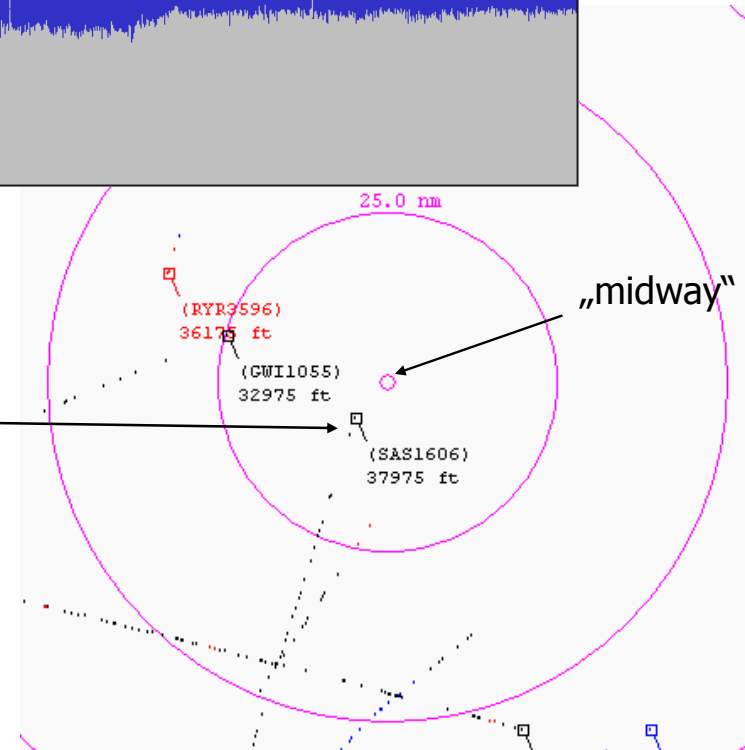 25.0 nm
„midway“
(RYR3596)
36175 ft
(GWI1055)
32975 ft
(SAS1606)
37975 ft